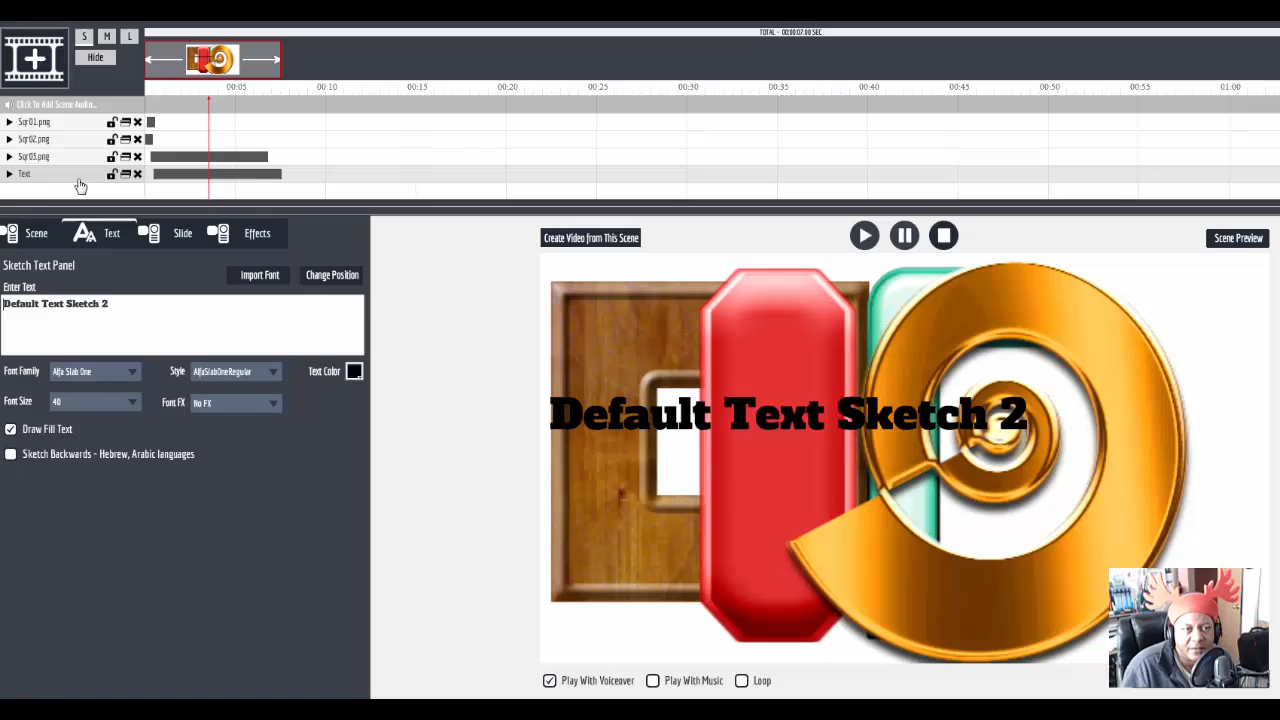 TOTAL - 00:00:07.00 SEC
S M L
Hide
00:05 00:10 00:15 00:20 00:25 00:30 00:35 00:40 00:45 00:50 00:55 01:00
Click To Add Scene Audio...
Sqr01.png
Sqr02.png
Sqr03.png
Text
Scene Text Slide Effects
Create Video from This Scene
Scene Preview
Sketch Text Panel
Import Font Change Position
Enter Text
Default Text Sketch 2
Font Family Alfa Slab One Style AlfaSlabOneRegular Text Color
Font Size 40 Font FX No FX
Draw Fill Text
Sketch Backwards - Hebrew, Arabic languages
Default Text Sketch 2
Play With Voiceover Play With Music Loop